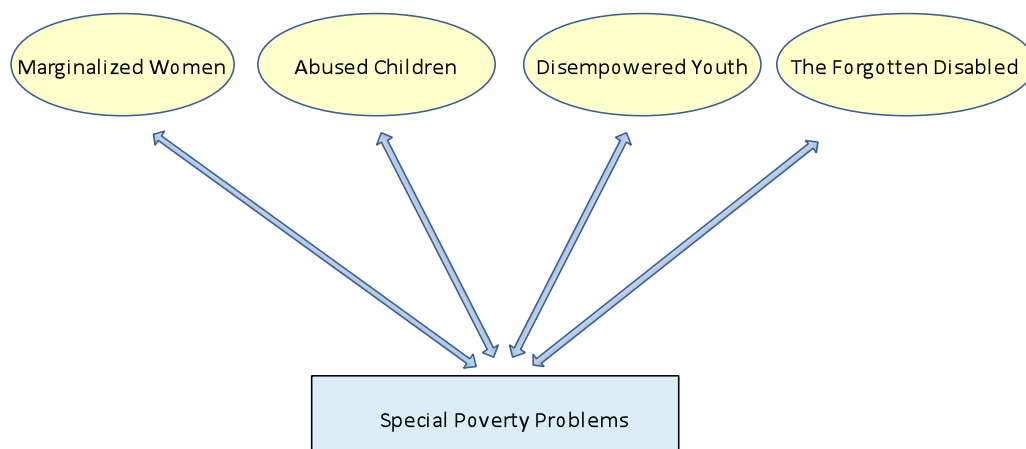 Marginalized Women
Abused Children
Disempowered Youth
The Forgotten Disabled
Special Poverty Problems